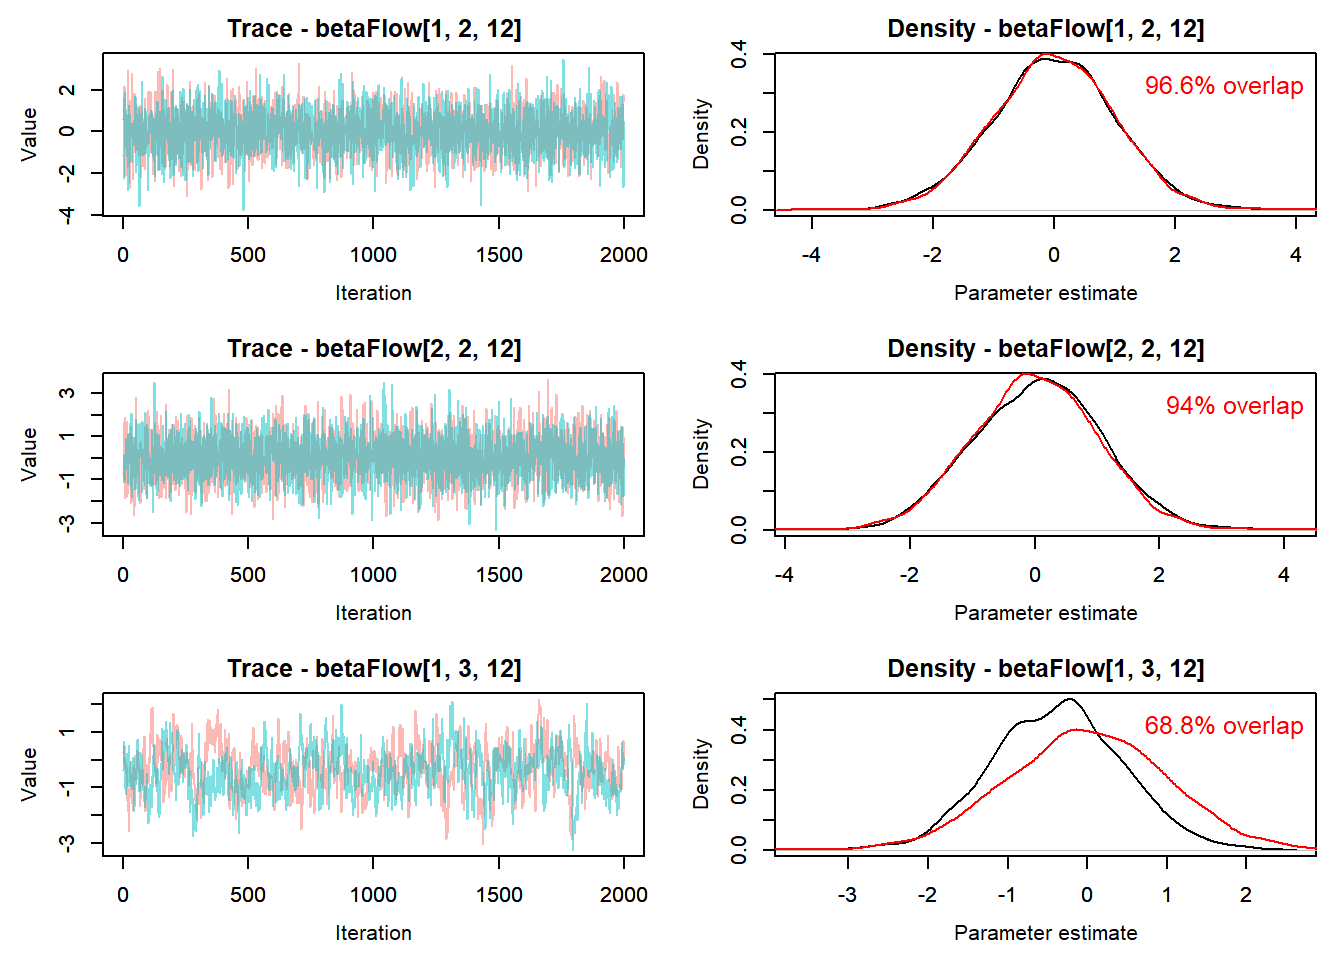 Trace - betaFlow[1, 2, 12]
Value
-4 -2 0 2
0 500 1000 1500 2000
Iteration
Density - betaFlow[1, 2, 12]
96.6% overlap
Density
0.0 0.2 0.4
-4 -2 0 2 4
Parameter estimate
Trace - betaFlow[2, 2, 12]
Value
-3 -1 1 3
0 500 1000 1500 2000
Iteration
Density - betaFlow[2, 2, 12]
94% overlap
Density
0.0 0.2 0.4
-4 -2 0 2 4
Parameter estimate
Trace - betaFlow[1, 3, 12]
Value
-3 -1 1
0 500 1000 1500 2000
Iteration
Density - betaFlow[1, 3, 12]
68.8% overlap
Density
0.0 0.2 0.4
-3 -2 -1 0 1 2
Parameter estimate